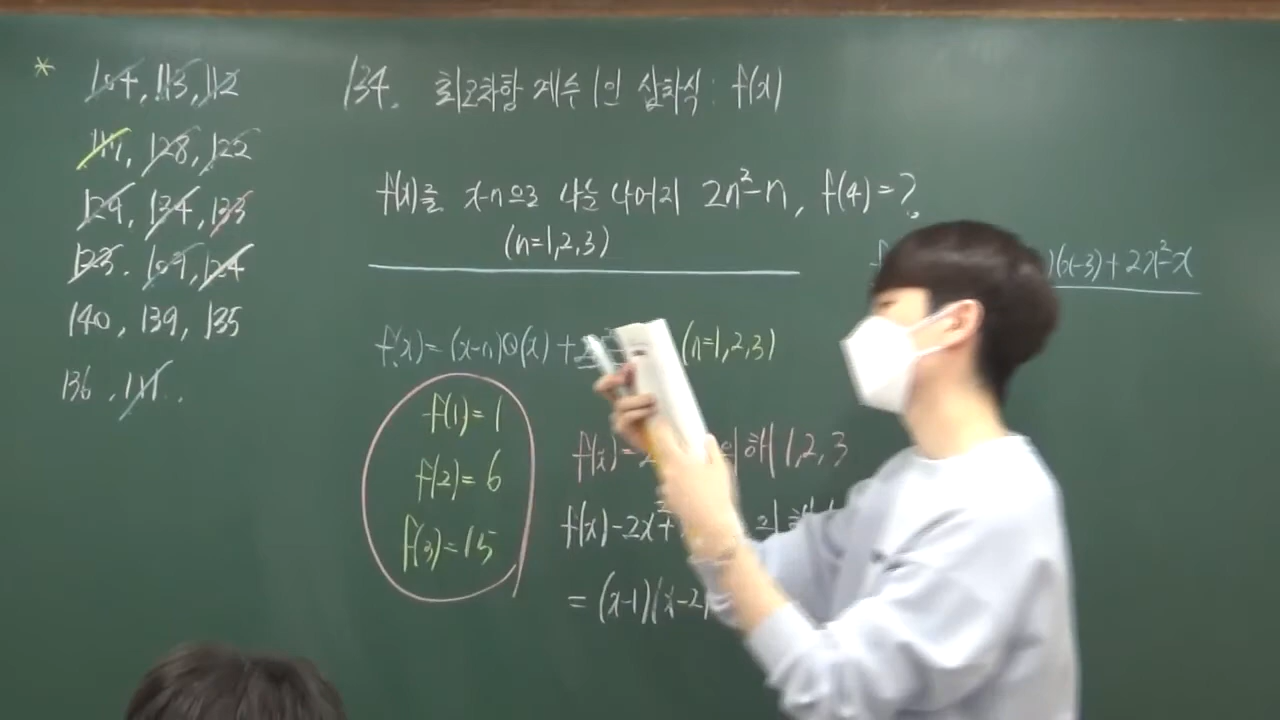 * 104, 113, 112
111, 128, 122
124, 134, 133
123. 109, 124
140, 139, 135
136, 111.,
134. 최고차항 계수 1인 삼차식: f(x)
f(x)를 x-n으로 나눈 나머지 2n²-n, f(4)=?
(n=1,2,3)
)(x-3)+2x²-x
f(x)=(x-n)Q(x)+ (n=1,2,3)
f(1)=1
f(2)=6
f(3)=15
f(x)= 의 해 1,2,3
f(x)-2x²+
=(x-1)(x-2)